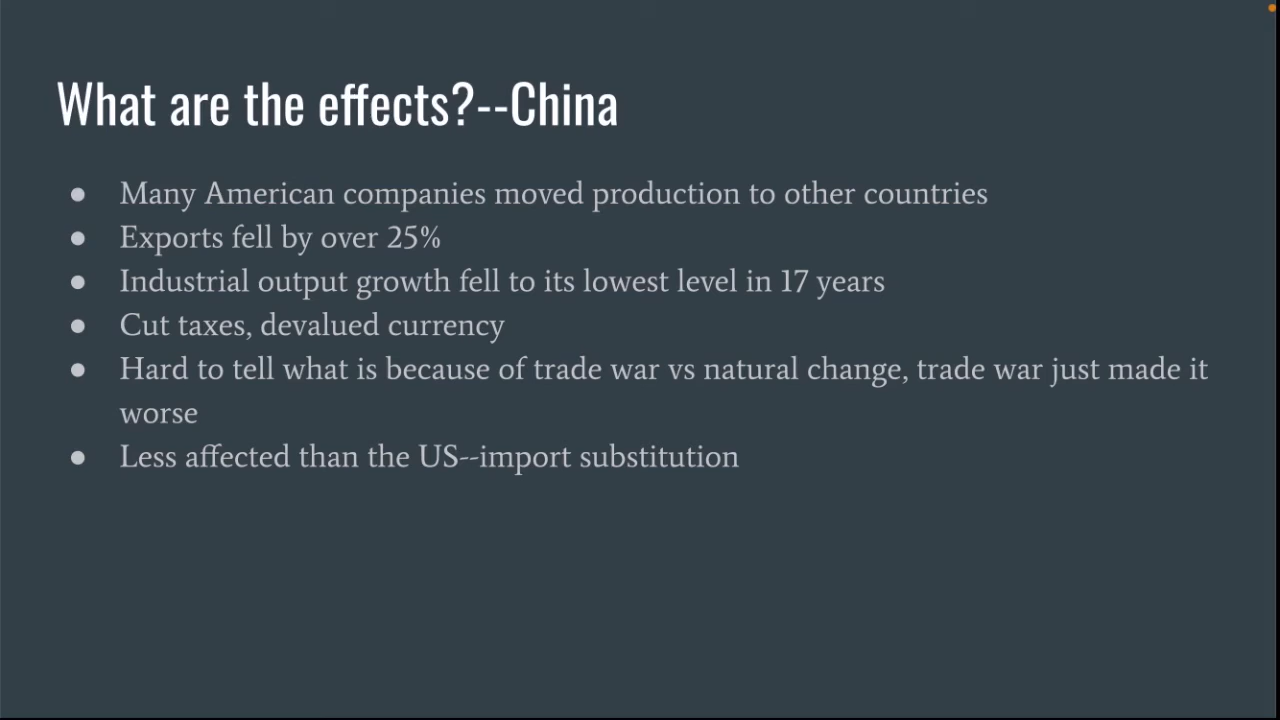 What are the effects?--China
● Many American companies moved production to other countries
● Exports fell by over 25%
● Industrial output growth fell to its lowest level in 17 years
● Cut taxes, devalued currency
● Hard to tell what is because of trade war vs natural change, trade war just made it
worse
● Less affected than the US--import substitution